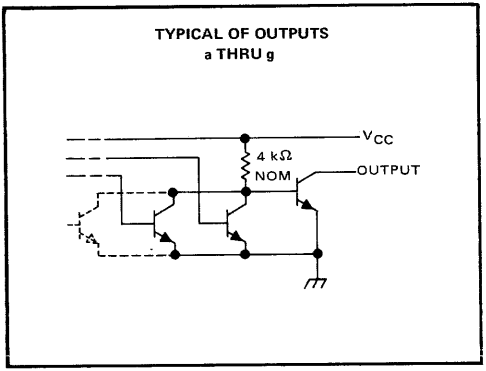 TYPICAL OF OUTPUTS
a THRU g
VCC
4 kΩ
NOM
OUTPUT